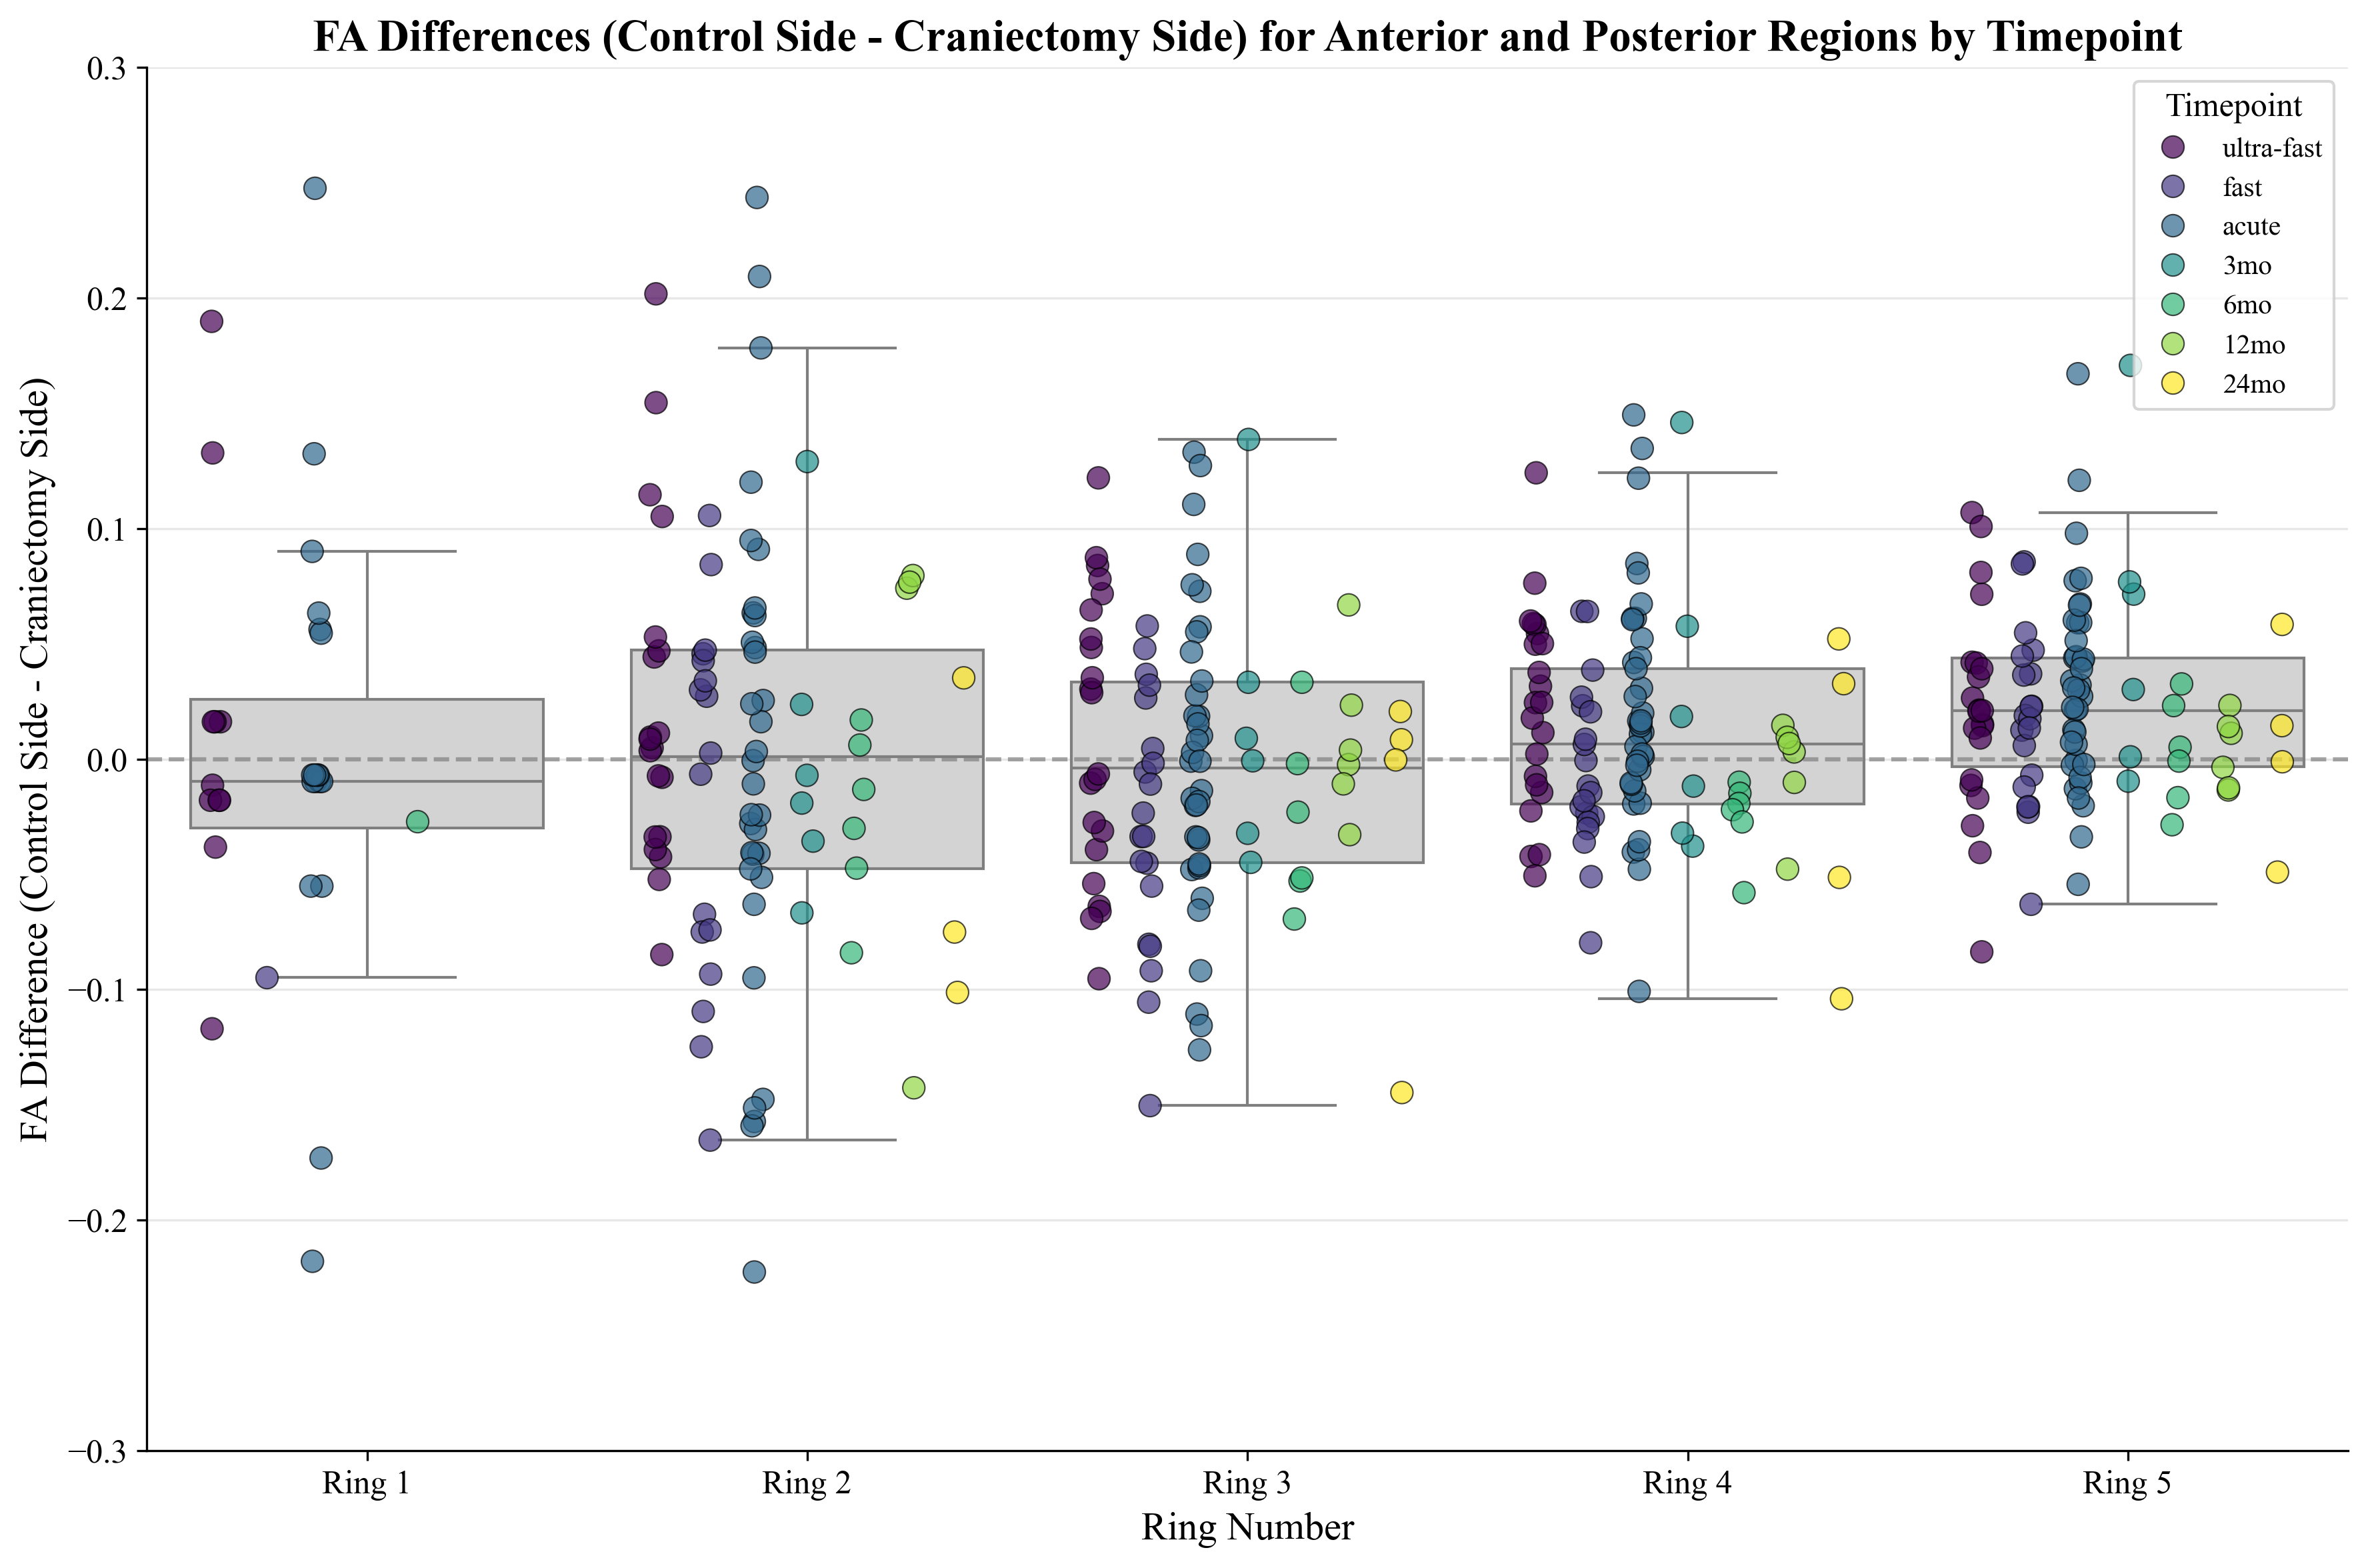 FA Differences (Control Side - Craniectomy Side) for Anterior and Posterior Regions by Timepoint
FA Difference (Control Side - Craniectomy Side)
0.3
0.2
0.1
0.0
−0.1
−0.2
−0.3
Timepoint
ultra-fast
fast
acute
3mo
6mo
12mo
24mo
Ring 1
Ring 2
Ring 3
Ring 4
Ring 5
Ring Number